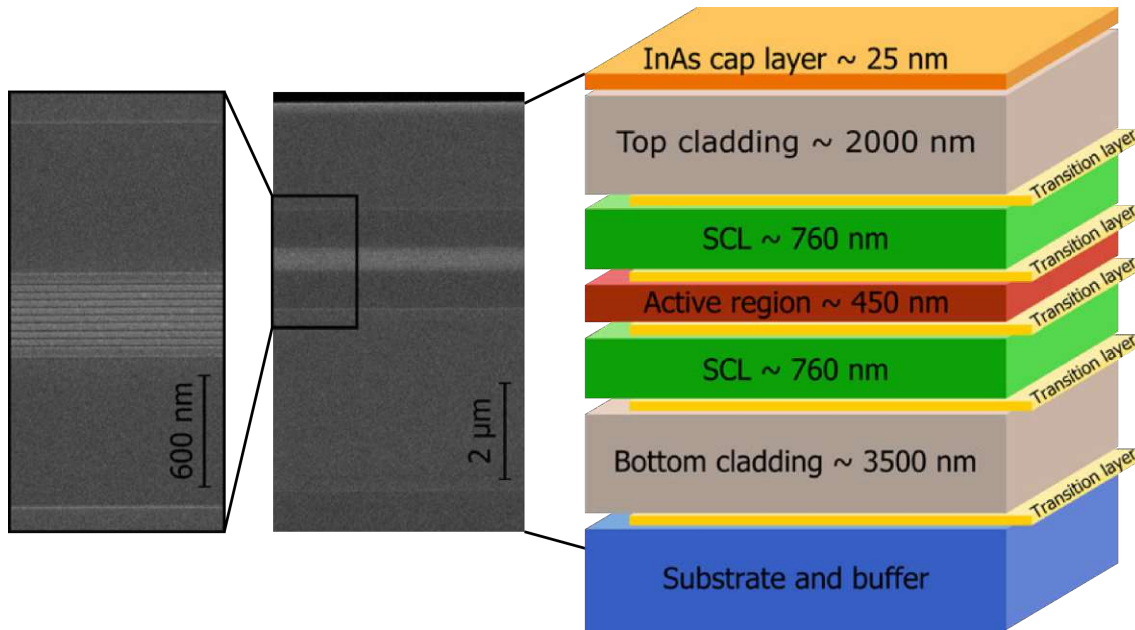 InAs cap layer ~ 25 nm
Top cladding ~ 2000 nm
Transition layer
SCL ~ 760 nm
Transition layer
Active region ~ 450 nm
Transition layer
SCL ~ 760 nm
Transition layer
Bottom cladding ~ 3500 nm
Transition layer
Substrate and buffer
600 nm
2 μm